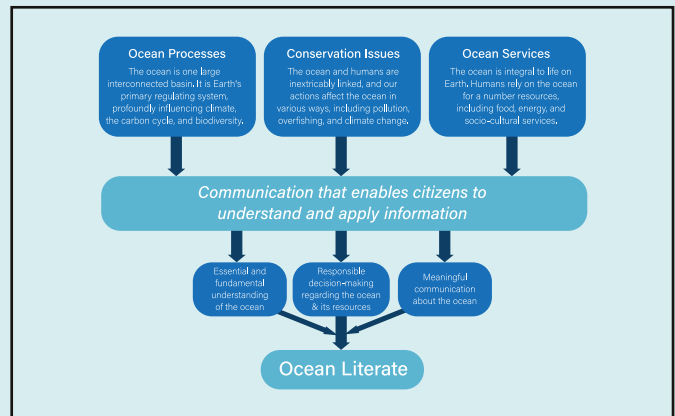 Ocean Processes
The ocean is one large
interconnected basin. It is Earth's
primary regulating system,
profoundly influencing climate,
the carbon cycle, and biodiversity.
Conservation Issues
The ocean and humans are
inextricably linked, and our
actions affect the ocean in
various ways, including pollution,
overfishing, and climate change.
Ocean Services
The ocean is integral to life on
Earth. Humans rely on the ocean
for a number resources,
including food, energy, and
socio-cultural services.
Communication that enables citizens to
understand and apply information
Essential and
fundamental
understanding
of the ocean
Responsible
decision-making
regarding the ocean
& its resources
Meaningful
communication
about the ocean
Ocean Literate